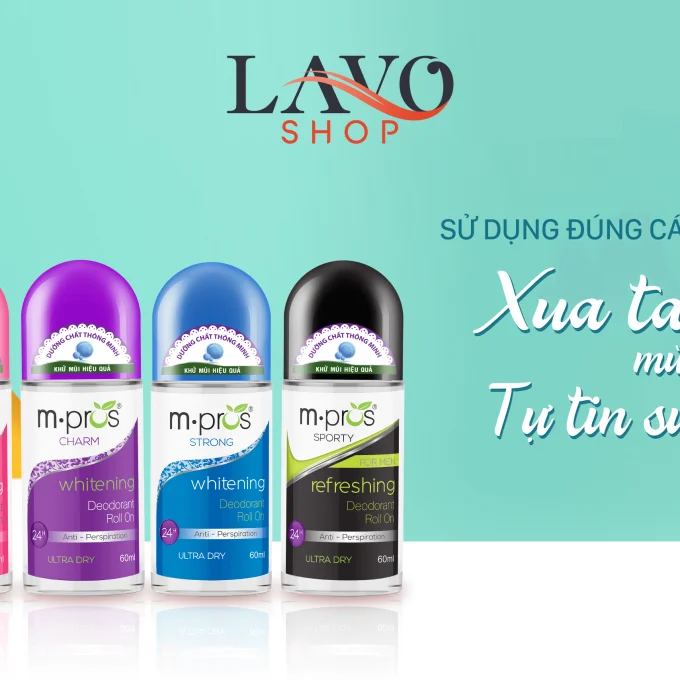 LAVO
SHOP
SỬ DỤNG ĐÚNG
Xua
Tự tin
DƯỠNG CHẤT THÔNG MINH
KHỬ MÙI HIỆU QUẢ
m·pros®
CHARM
whitening
Deodorant
Roll On
24H
Anti - Perspiration
ULTRA DRY
60ml
DƯỠNG CHẤT THÔNG MINH
KHỬ MÙI HIỆU QUẢ
m·pros®
STRONG
whitening
Deodorant
Roll On
24H
Anti - Perspiration
ULTRA DRY
60ml
DƯỠNG CHẤT THÔNG MINH
KHỬ MÙI HIỆU QUẢ
m·pros®
SPORTY
FOR MEN
refreshing
Deodorant
Roll On
24H
Anti - Perspiration
ULTRA DRY
60ml